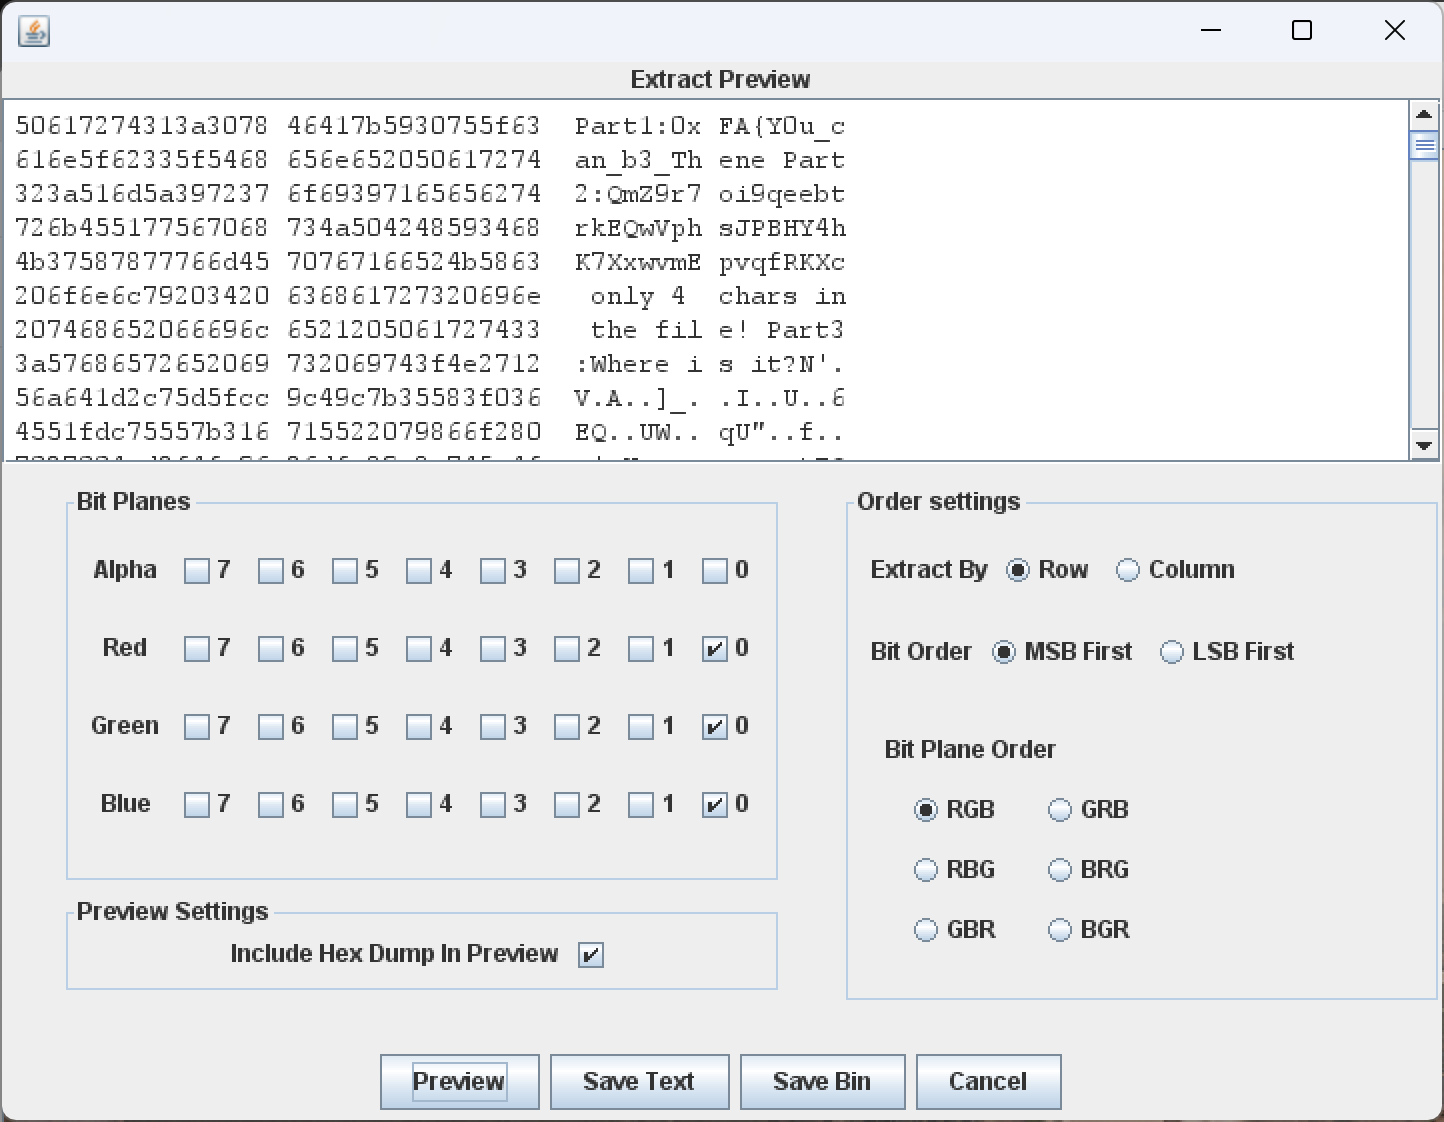 Extract Preview
50617274313a3078 46417b5930755f63 Part1:0x FA{Y0u_c
616e5f62335f5468 656e652050617274 an_b3_Th ene Part
323a516d5a397237 6f69397165656274 2:QmZ9r7 oi9qeebt
726b455177567068 734a504248593468 rkEQwVph sJPBHY4h
4b37587877766d45 70767166524b5863 K7XxwvmE pvqfRKXc
206f6e6c79203420 636861727320696e only 4 chars in
207468652066696c 6521205061727433 the fil e! Part3
3a57686572652069 732069743f4e2712 :Where i s it?N'.
56a641d2c75d5fcc 9c49c7b35583f036 V.A..]_. .I..U..6
4551fdc75557b316 715522079866f280 EQ..UW.. qU"..f..
Bit Planes
Alpha 7 6 5 4 3 2 1 0
Red 7 6 5 4 3 2 1 0
Green 7 6 5 4 3 2 1 0
Blue 7 6 5 4 3 2 1 0
Preview Settings
Include Hex Dump In Preview
Order settings
Extract By Row Column
Bit Order MSB First LSB First
Bit Plane Order
RGB GRB
RBG BRG
GBR BGR
Preview Save Text Save Bin Cancel